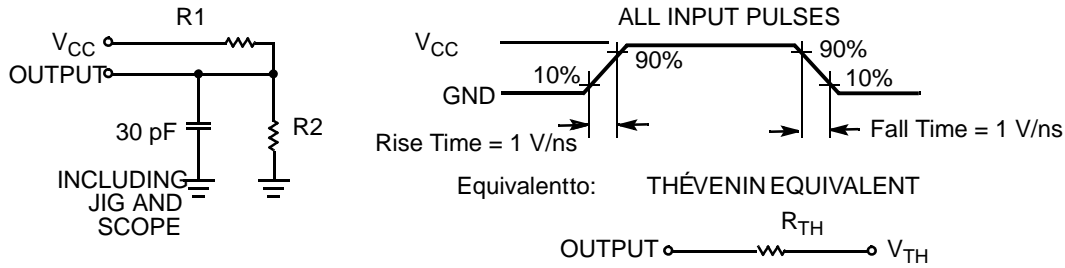 R1
VCC
OUTPUT
30 pF
R2
INCLUDING
JIG AND
SCOPE
ALL INPUT PULSES
VCC
90%
90%
10%
10%
GND
Rise Time = 1 V/ns
Fall Time = 1 V/ns
Equivalentto: THÉVENIN EQUIVALENT
RTH
OUTPUT
VTH